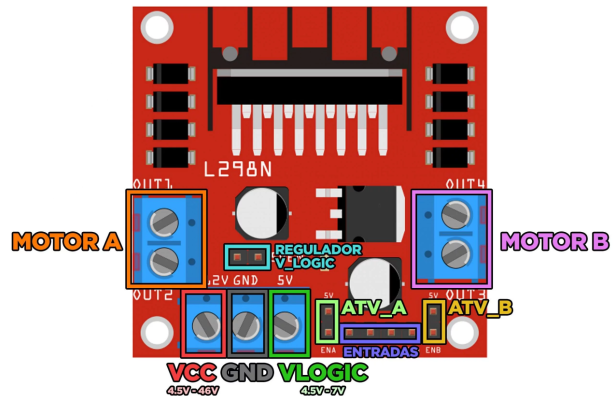 L298N
OUT1
OUT4
MOTOR A
MOTOR B
REGULADOR
V_LOGIC
OUT2
OUT3
12V GND 5V
5V
ATV_A
5V
ATV_B
ENA
ENTRADAS
ENB
VCC GND VLOGIC
4.5V - 46V
4.5V - 7V